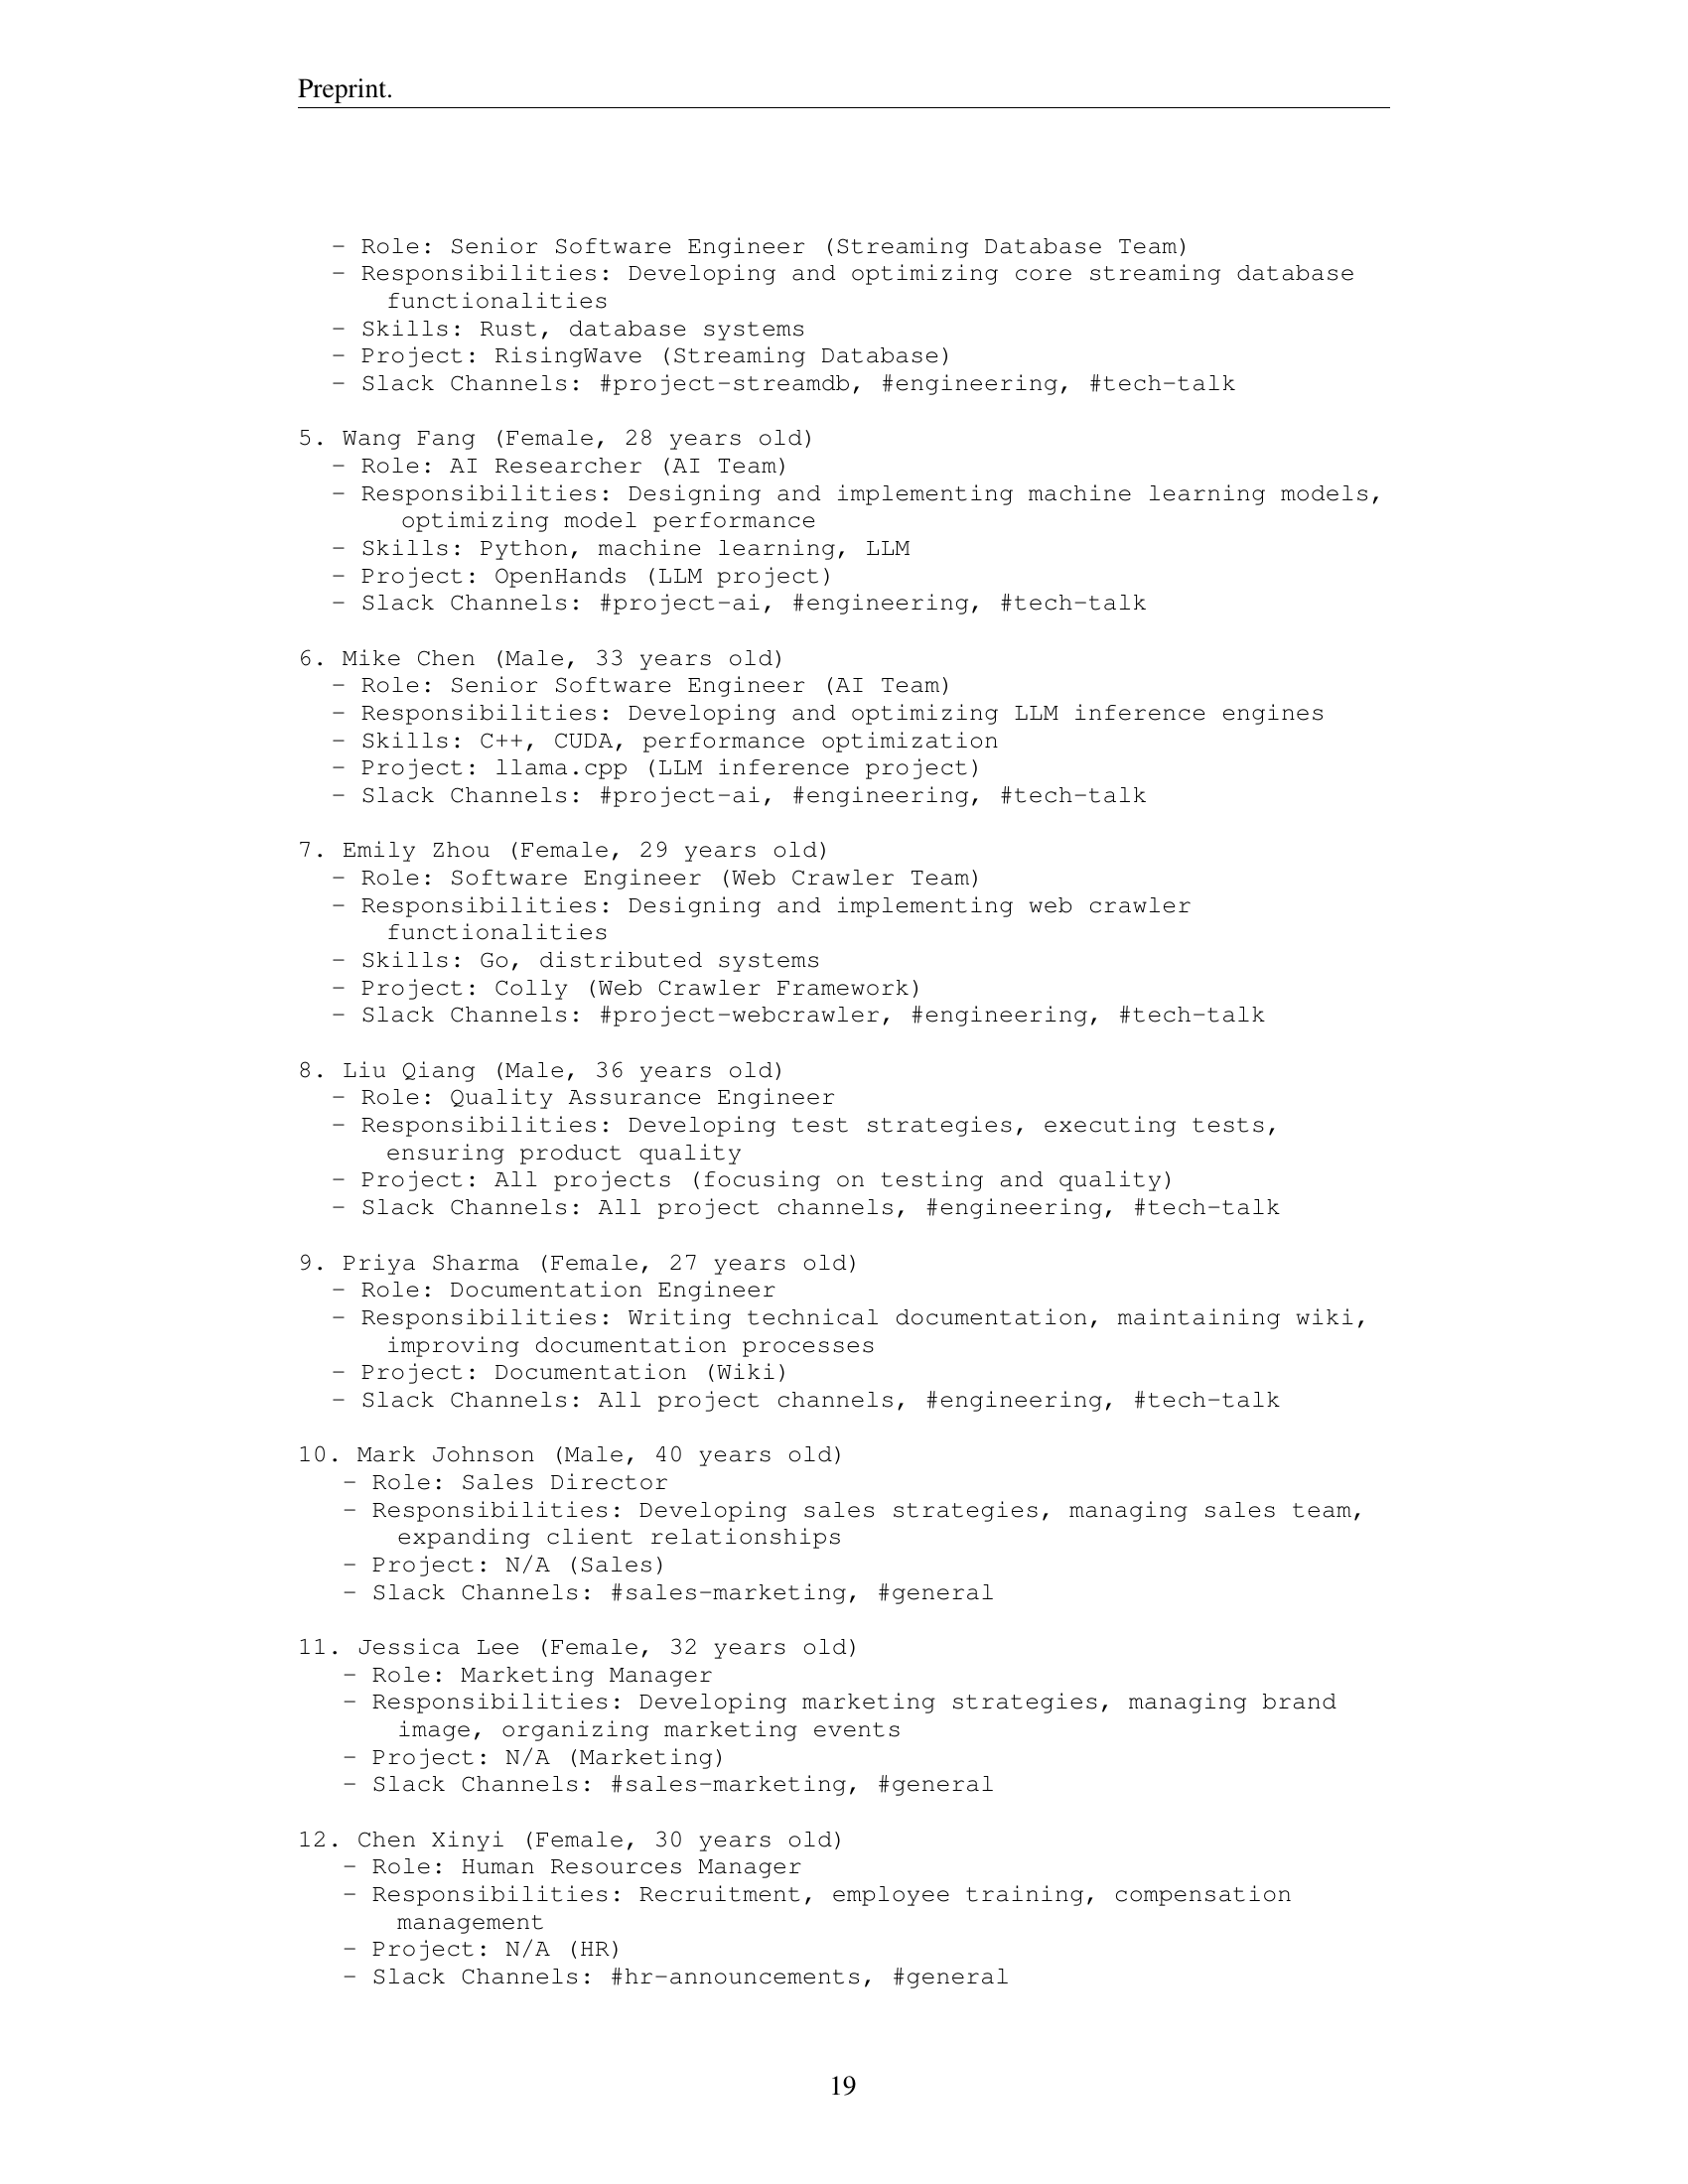 Preprint.
- Role: Senior Software Engineer (Streaming Database Team)
- Responsibilities: Developing and optimizing core streaming database
functionalities
- Skills: Rust, database systems
- Project: RisingWave (Streaming Database)
- Slack Channels: #project-streamdb, #engineering, #tech-talk
5. Wang Fang (Female, 28 years old)
- Role: AI Researcher (AI Team)
- Responsibilities: Designing and implementing machine learning models,
optimizing model performance
- Skills: Python, machine learning, LLM
- Project: OpenHands (LLM project)
- Slack Channels: #project-ai, #engineering, #tech-talk
6. Mike Chen (Male, 33 years old)
- Role: Senior Software Engineer (AI Team)
- Responsibilities: Developing and optimizing LLM inference engines
- Skills: C++, CUDA, performance optimization
- Project: llama.cpp (LLM inference project)
- Slack Channels: #project-ai, #engineering, #tech-talk
7. Emily Zhou (Female, 29 years old)
- Role: Software Engineer (Web Crawler Team)
- Responsibilities: Designing and implementing web crawler
functionalities
- Skills: Go, distributed systems
- Project: Colly (Web Crawler Framework)
- Slack Channels: #project-webcrawler, #engineering, #tech-talk
8. Liu Qiang (Male, 36 years old)
- Role: Quality Assurance Engineer
- Responsibilities: Developing test strategies, executing tests,
ensuring product quality
- Project: All projects (focusing on testing and quality)
- Slack Channels: All project channels, #engineering, #tech-talk
9. Priya Sharma (Female, 27 years old)
- Role: Documentation Engineer
- Responsibilities: Writing technical documentation, maintaining wiki,
improving documentation processes
- Project: Documentation (Wiki)
- Slack Channels: All project channels, #engineering, #tech-talk
10. Mark Johnson (Male, 40 years old)
- Role: Sales Director
- Responsibilities: Developing sales strategies, managing sales team,
expanding client relationships
- Project: N/A (Sales)
- Slack Channels: #sales-marketing, #general
11. Jessica Lee (Female, 32 years old)
- Role: Marketing Manager
- Responsibilities: Developing marketing strategies, managing brand
image, organizing marketing events
- Project: N/A (Marketing)
- Slack Channels: #sales-marketing, #general
12. Chen Xinyi (Female, 30 years old)
- Role: Human Resources Manager
- Responsibilities: Recruitment, employee training, compensation
management
- Project: N/A (HR)
- Slack Channels: #hr-announcements, #general
19